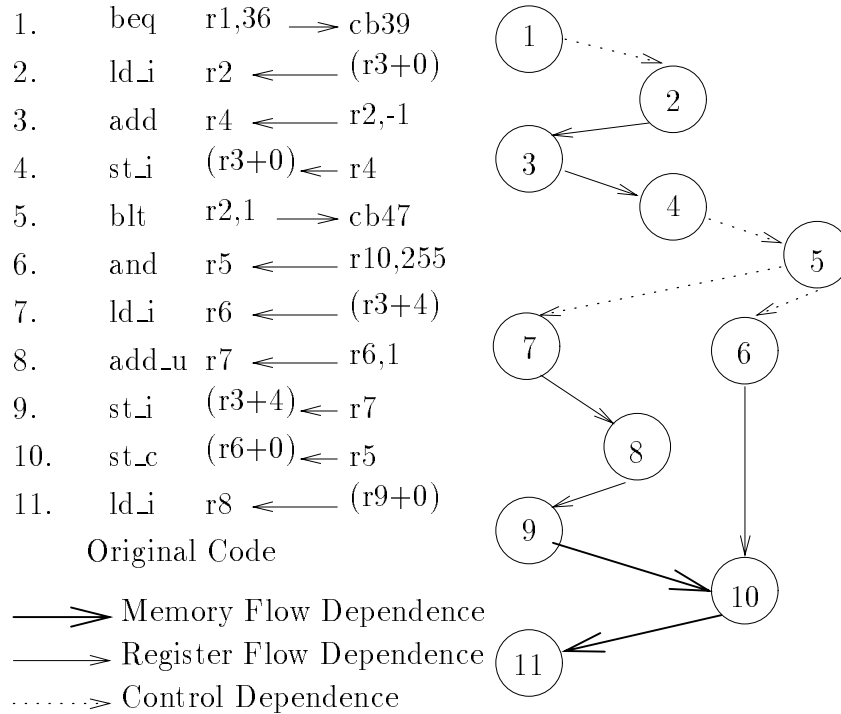 1. beq r1,36 cb39
2. ld_i r2 (r3+0)
3. add r4 r2,-1
4. st_i (r3+0) r4
5. blt r2,1 cb47
6. and r5 r10,255
7. ld_i r6 (r3+4)
8. add_u r7 r6,1
9. st_i (r3+4) r7
10. st_c (r6+0) r5
11. ld_i r8 (r9+0)
Original Code
Memory Flow Dependence
Register Flow Dependence
Control Dependence
1
2
3
4
5
7
6
8
9
10
11